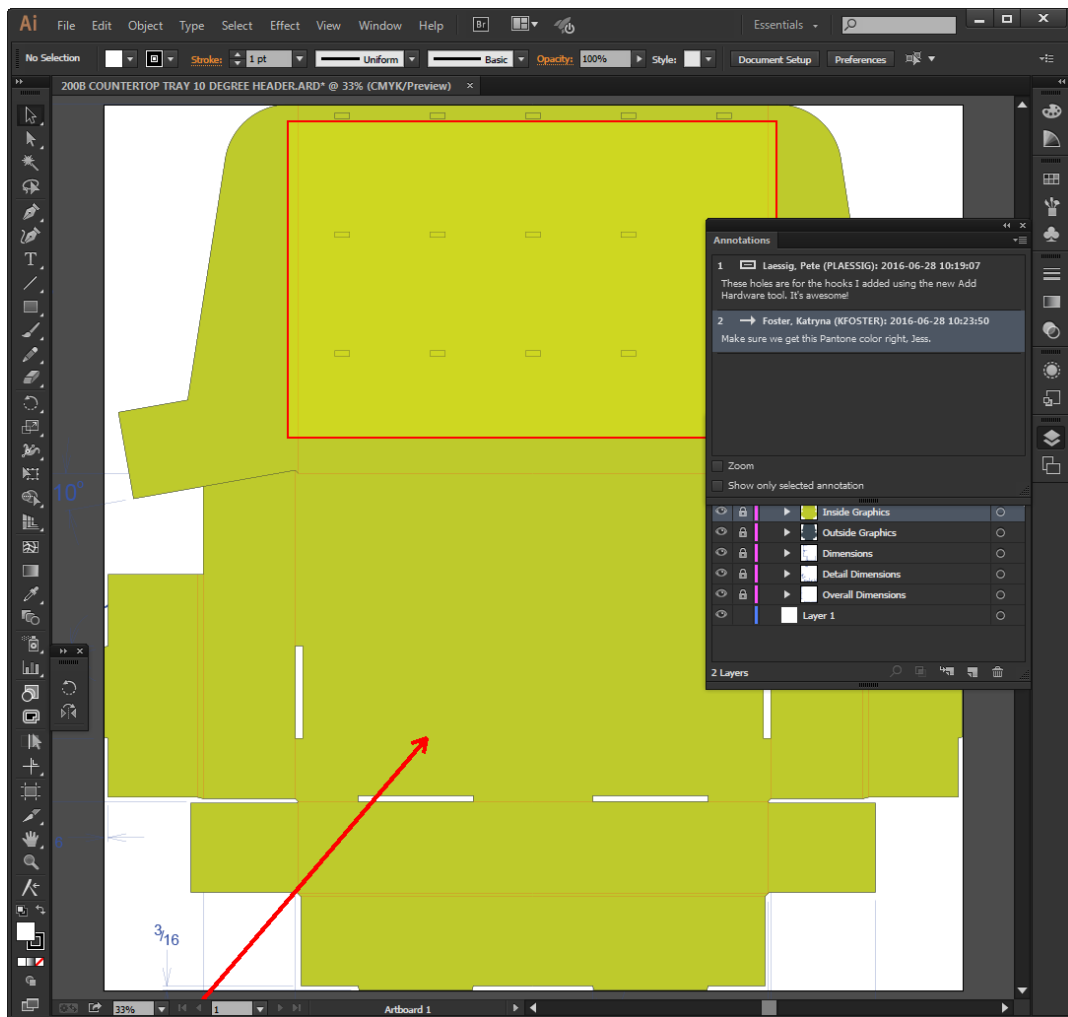 Ai File Edit Object Type Select Effect View Window Help Br Essentials
No Selection Stroke: 1 pt Uniform Basic Opacity: 100% Style: Document Setup Preferences
200B COUNTERTOP TRAY 10 DEGREE HEADER.ARD* @ 33% (CMYK/Preview) ×
Annotations
1 Laessig, Pete (PLAESSIG): 2016-06-28 10:19:07
These holes are for the hooks I added using the new Add
Hardware tool. It's awesome!
2 Foster, Katryna (KFOSTER): 2016-06-28 10:23:50
Make sure we get this Pantone color right, Jess.
Zoom
Show only selected annotation
10°
Inside Graphics
Outside Graphics
Dimensions
Detail Dimensions
Overall Dimensions
Layer 1
2 Layers
3/16
33% 1 Artboard 1